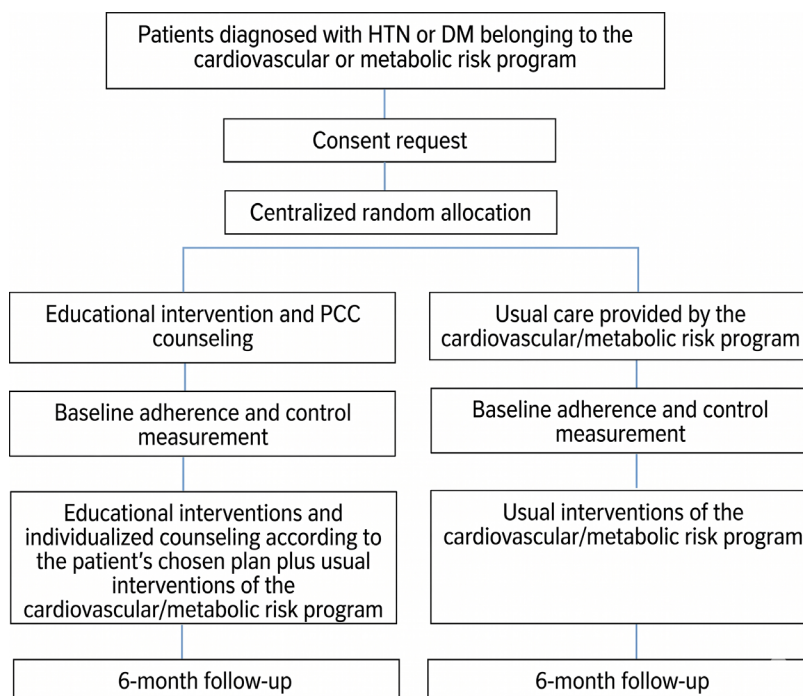 Patients diagnosed with HTN or DM belonging to the
cardiovascular or metabolic risk program
Consent request
Centralized random allocation
Educational intervention and PCC
counseling
Usual care provided by the
cardiovascular/metabolic risk program
Baseline adherence and control
measurement
Baseline adherence and control
measurement
Educational interventions and
individualized counseling according to
the patient's chosen plan plus usual
interventions of the
cardiovascular/metabolic risk program
Usual interventions of the
cardiovascular/metabolic risk program
6-month follow-up
6-month follow-up